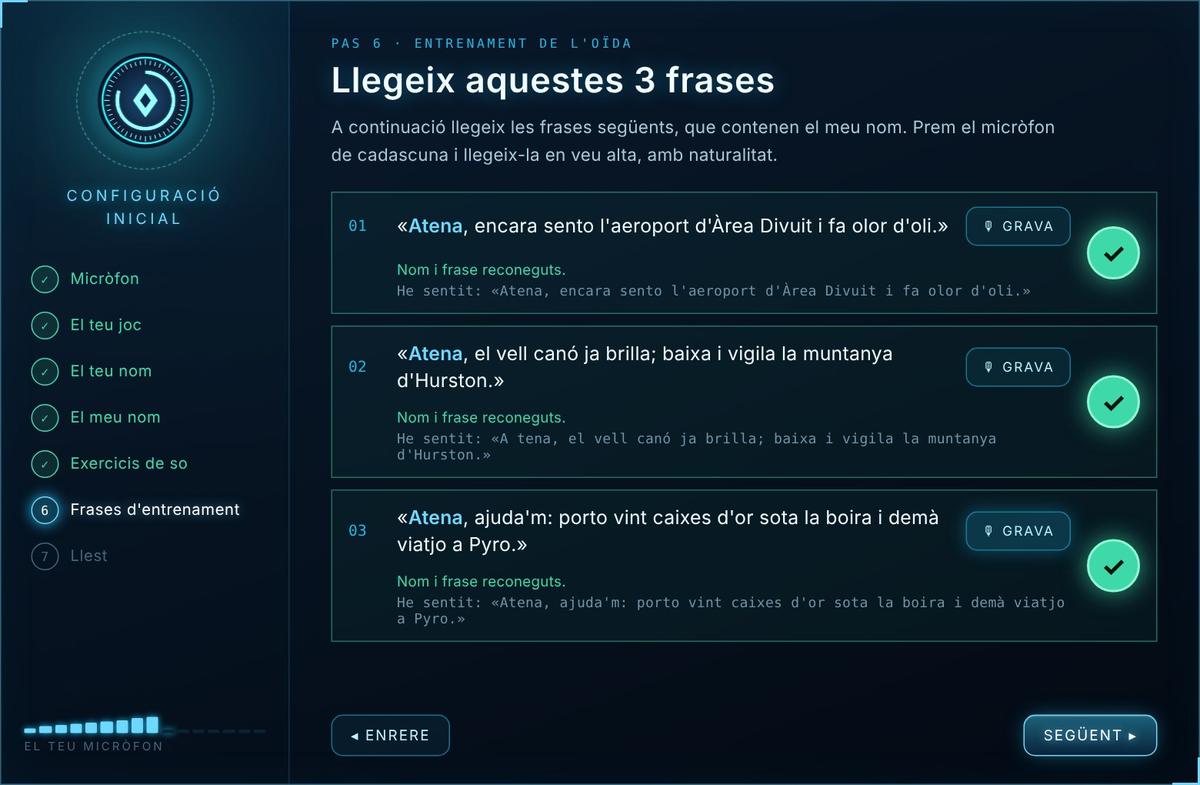 CONFIGURACIÓ
INICIAL
✓ Micròfon
✓ El teu joc
✓ El teu nom
✓ El meu nom
✓ Exercicis de so
6 Frases d'entrenament
7 Llest
EL TEU MICRÒFON
PAS 6 · ENTRENAMENT DE L'OÏDA
Llegeix aquestes 3 frases
A continuació llegeix les frases següents, que contenen el meu nom. Prem el micròfon
de cadascuna i llegeix-la en veu alta, amb naturalitat.
01 «Atena, encara sento l'aeroport d'Àrea Divuit i fa olor d'oli.» GRAVA
Nom i frase reconeguts.
He sentit: «Atena, encara sento l'aeroport d'Àrea Divuit i fa olor d'oli.»
02 «Atena, el vell canó ja brilla; baixa i vigila la muntanya
d'Hurston.» GRAVA
Nom i frase reconeguts.
He sentit: «A tena, el vell canó ja brilla; baixa i vigila la muntanya
d'Hurston.»
03 «Atena, ajuda'm: porto vint caixes d'or sota la boira i demà
viatjo a Pyro.» GRAVA
Nom i frase reconeguts.
He sentit: «Atena, ajuda'm: porto vint caixes d'or sota la boira i demà viatjo
a Pyro.»
◂ ENRERE
SEGÜENT ▸